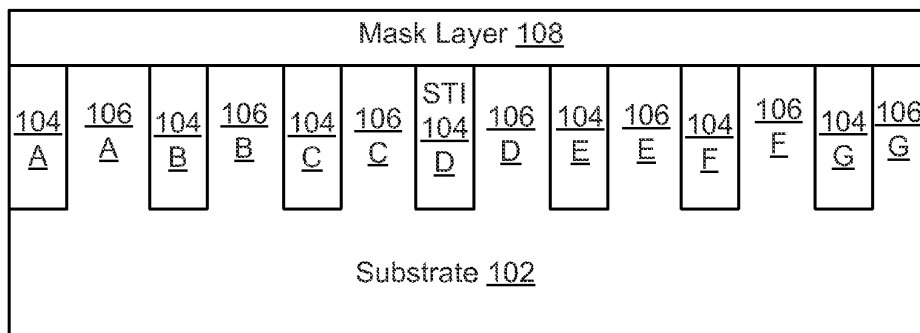 Mask Layer 108
104 A
106 A
104 B
106 B
104 C
106 C
STI 104 D
106 D
104 E
106 E
104 F
106 F
104 G
106 G
Substrate 102